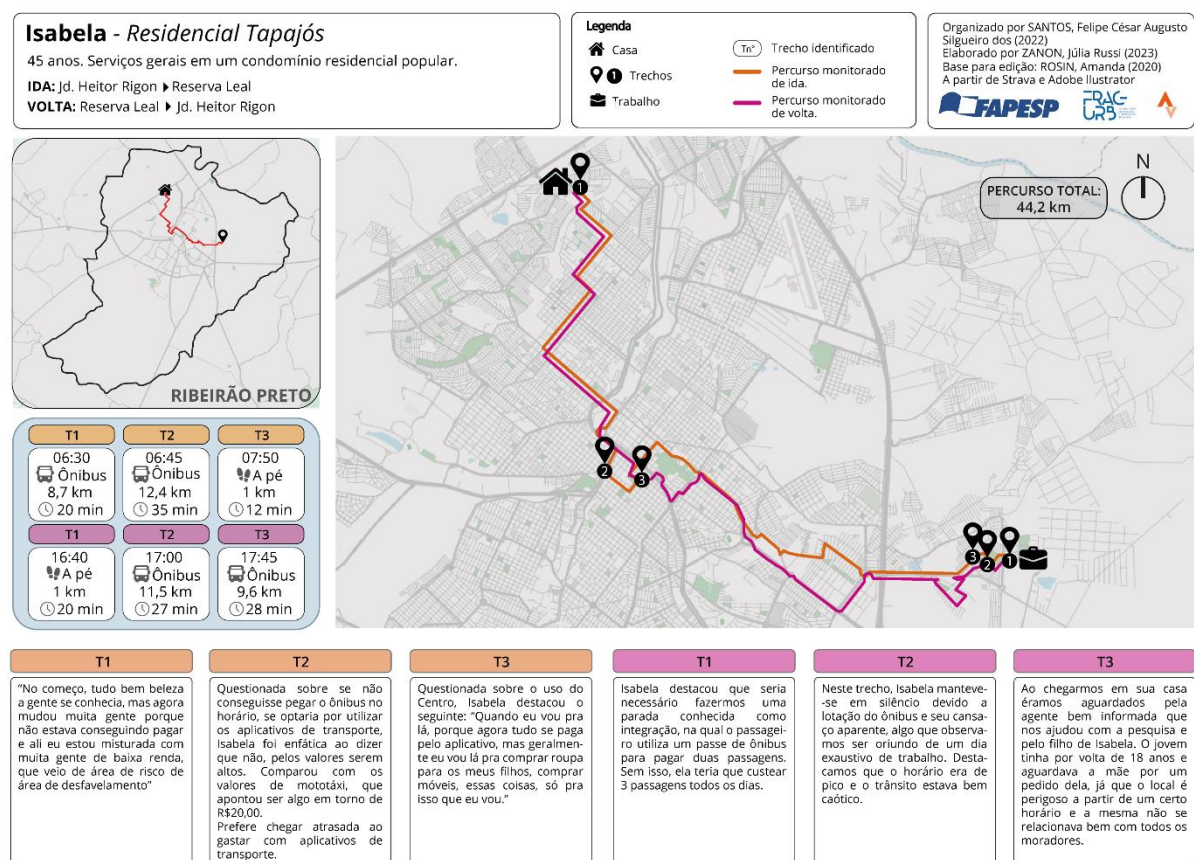 Isabela - Residencial Tapajós
45 anos. Serviços gerais em um condomínio residencial popular.
IDA: Jd. Heitor Rigon ▶ Reserva Leal
VOLTA: Reserva Leal ▶ Jd. Heitor Rigon
Legenda
Casa
1 Trechos
Trabalho
Tn° Trecho identificado
Percurso monitorado
de ida.
Percurso monitorado
de volta.
Organizado por SANTOS, Felipe César Augusto
Silgueiro dos (2022)
Elaborado por ZANON, Júlia Russi (2023)
Base para edição: ROSIN, Amanda (2020)
A partir de Strava e Adobe Ilustrator
FAPESP
FRAG-
URB
RIBEIRÃO PRETO
1
N
PERCURSO TOTAL:
44,2 km
2
3
3
2
1
T1
06:30
Ônibus
8,7 km
20 min
T2
06:45
Ônibus
12,4 km
35 min
T3
07:50
A pé
1 km
12 min
T1
16:40
A pé
1 km
20 min
T2
17:00
Ônibus
11,5 km
27 min
T3
17:45
Ônibus
9,6 km
28 min
T1
"No começo, tudo bem beleza
a gente se conhecia, mas agora
mudou muita gente porque
não estava conseguindo pagar
e ali eu estou misturada com
muita gente de baixa renda,
que veio de área de risco de
área de desfavelamento"
T2
Questionada sobre se não
conseguisse pegar o ônibus no
horário, se optaria por utilizar
os aplicativos de transporte,
Isabela foi enfática ao dizer
que não, pelos valores serem
altos. Comparou com os
valores de mototáxi, que
apontou ser algo em torno de
R$20,00.
Prefere chegar atrasada ao
gastar com aplicativos de
transporte.
T3
Questionada sobre o uso do
Centro, Isabela destacou o
seguinte: "Quando eu vou pra
lá, porque agora tudo se paga
pelo aplicativo, mas geralmen-
te eu vou lá pra comprar roupa
para os meus filhos, comprar
móveis, essas coisas, só pra
isso que eu vou."
T1
Isabela destacou que seria
necessário fazermos uma
parada conhecida como
integração, na qual o passagei-
ro utiliza um passe de ônibus
para pagar duas passagens.
Sem isso, ela teria que custear
3 passagens todos os dias.
T2
Neste trecho, Isabela manteve-
-se em silêncio devido a
lotação do ônibus e seu cansa-
ço aparente, algo que observa-
mos ser oriundo de um dia
exaustivo de trabalho. Desta-
camos que o horário era de
pico e o trânsito estava bem
caótico.
T3
Ao chegarmos em sua casa
éramos aguardados pela
agente bem informada que
nos ajudou com a pesquisa e
pelo filho de Isabela. O jovem
tinha por volta de 18 anos e
aguardava a mãe por um
pedido dela, já que o local é
perigoso a partir de um certo
horário e a mesma não se
relacionava bem com todos os
moradores.